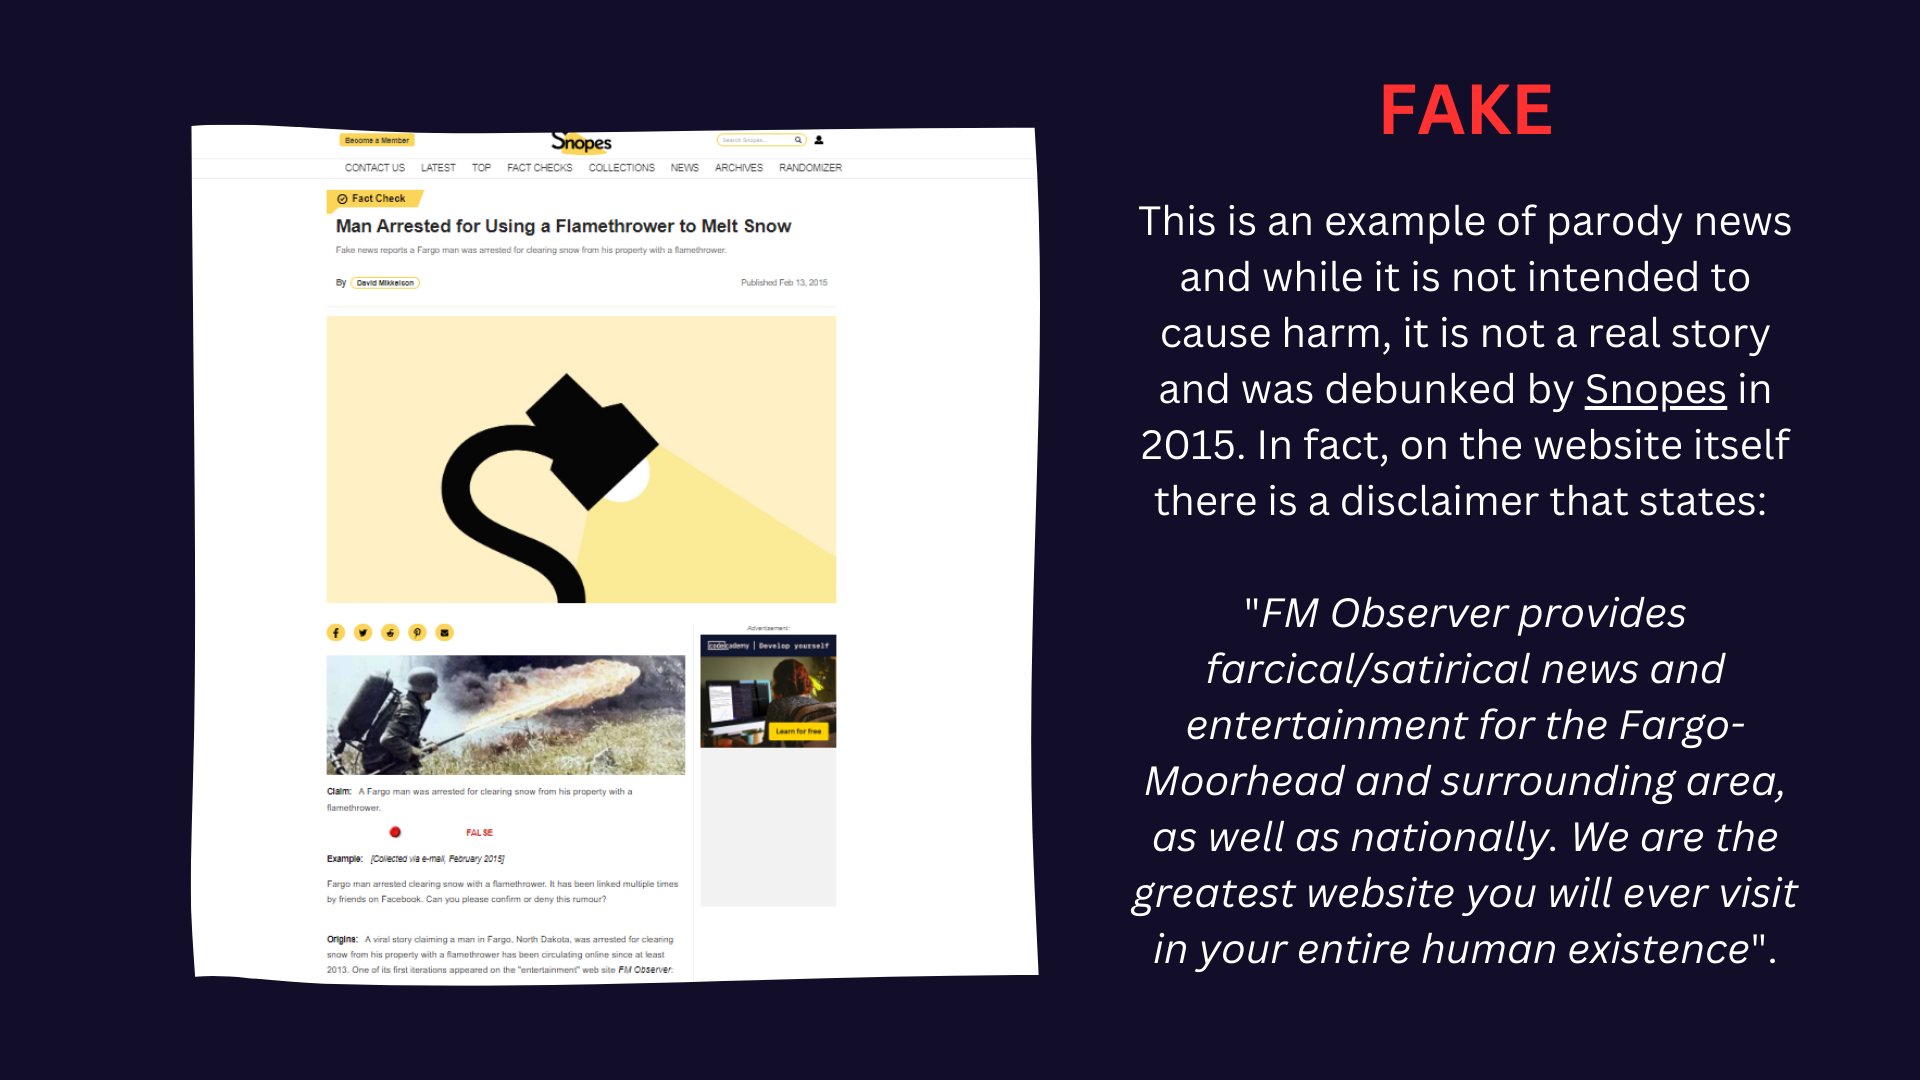 Become a Member
Snopes
Search Snopes...
CONTACT US LATEST TOP FACT CHECKS COLLECTIONS NEWS ARCHIVES RANDOMIZER
Fact Check
Man Arrested for Using a Flamethrower to Melt Snow
Fake news reports a Fargo man was arrested for clearing snow from his property with a flamethrower.
By David Mikkelson
Published Feb 13, 2015
Advertisement:
codecademy | Develop yourself
Learn for free
Claim: A Fargo man was arrested for clearing snow from his property with a
flamethrower.
FALSE
Example: [Collected via e-mail, February 2015]
Fargo man arrested clearing snow with a flamethrower. It has been linked multiple times
by friends on Facebook. Can you please confirm or deny this rumour?
Origins: A viral story claiming a man in Fargo, North Dakota, was arrested for clearing
snow from his property with a flamethrower has been circulating online since at least
2013. One of its first iterations appeared on the "entertainment" web site FM Observer:
FAKE
This is an example of parody news
and while it is not intended to
cause harm, it is not a real story
and was debunked by Snopes in
2015. In fact, on the website itself
there is a disclaimer that states:
"FM Observer provides
farcical/satirical news and
entertainment for the Fargo-
Moorhead and surrounding area,
as well as nationally. We are the
greatest website you will ever visit
in your entire human existence".